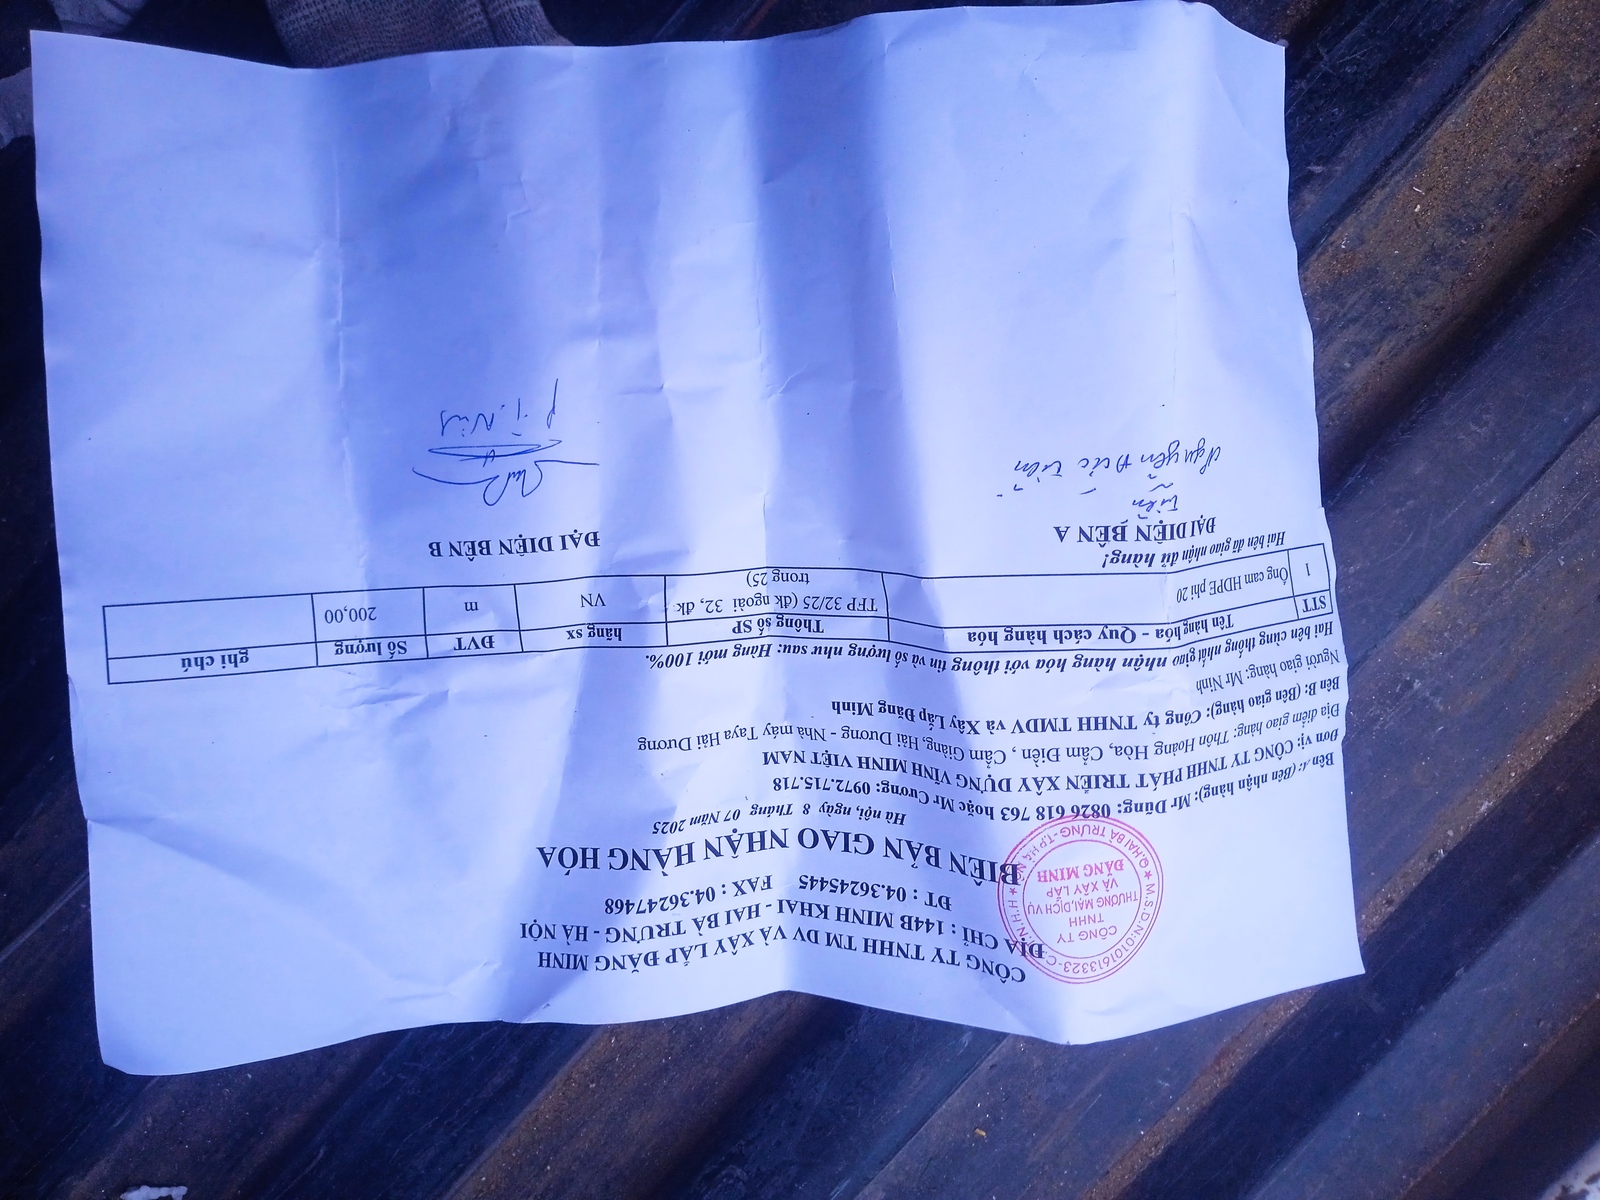 CÔNG TY TNHH TM DV VÀ XÂY LẮP ĐĂNG MINH
ĐỊA CHỈ : 144B MINH KHAI - HAI BÀ TRƯNG - HÀ NỘI
ĐT : 04.36245445 FAX : 04.36247468
M.S.D.N:0101613323-C.T.T.N.H.H
Q.HAI BÀ TRƯNG-T.P HÀ NỘI
CÔNG TY
TNHH
THƯƠNG MẠI, DỊCH VỤ
VÀ XÂY LẮP
ĐĂNG MINH
BIÊN BẢN GIAO NHẬN HÀNG HÓA
Hà nội, ngày 8 Tháng 07 Năm 2025
Bên A: (Bên nhận hàng): Mr Dũng: 0826 618 763 hoặc Mr Cương: 0972.715.718
Đơn vị: CÔNG TY TNHH PHÁT TRIỂN XÂY DỰNG VĨNH MINH VIỆT NAM
Địa điểm giao hàng: Thôn Hoàng Hòa, Cẩm Điền , Cẩm Giàng, Hải Dương - Nhà máy Taya Hải Dương
Bên B: (Bên giao hàng): Công ty TNHH TMDV và Xây Lắp Đăng Minh
Người giao hàng: Mr Ninh
Hai bên cùng thống nhất giao nhận hàng hóa với thông tin và số lượng như sau: Hàng mới 100%.
STT Tên hàng hóa - Quy cách hàng hóa Thông số SP hãng sx ĐVT Số lượng ghi chú
1 Ống cam HDPE phi 20 TFP 32/25 (đk ngoài 32, đk trong 25) VN m 200,00
Hai bên đã giao nhận đủ hàng!
ĐẠI DIỆN BÊN A ĐẠI DIỆN BÊN B
Tiễn
Nguyễn Đức Tiễn